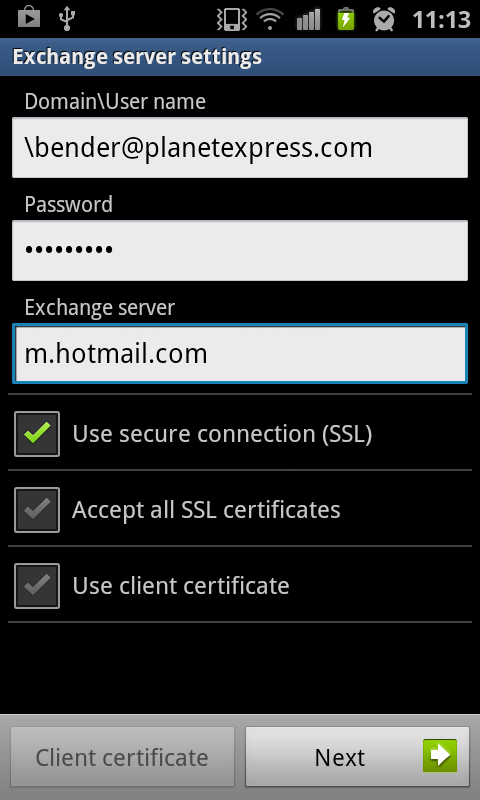 11:13
Exchange server settings
Domain\User name
\bender@planetexpress.com
Password
•••••••••
Exchange server
m.hotmail.com
Use secure connection (SSL)
Accept all SSL certificates
Use client certificate
Client certificate
Next